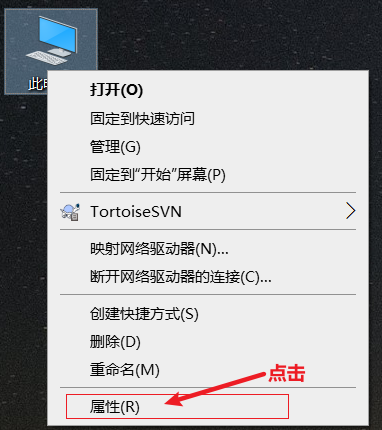 此电
打开(O)
固定到快速访问
管理(G)
固定到“开始”屏幕(P)
TortoiseSVN
映射网络驱动器(N)...
断开网络驱动器的连接(C)...
创建快捷方式(S)
删除(D)
重命名(M)
点击
属性(R)